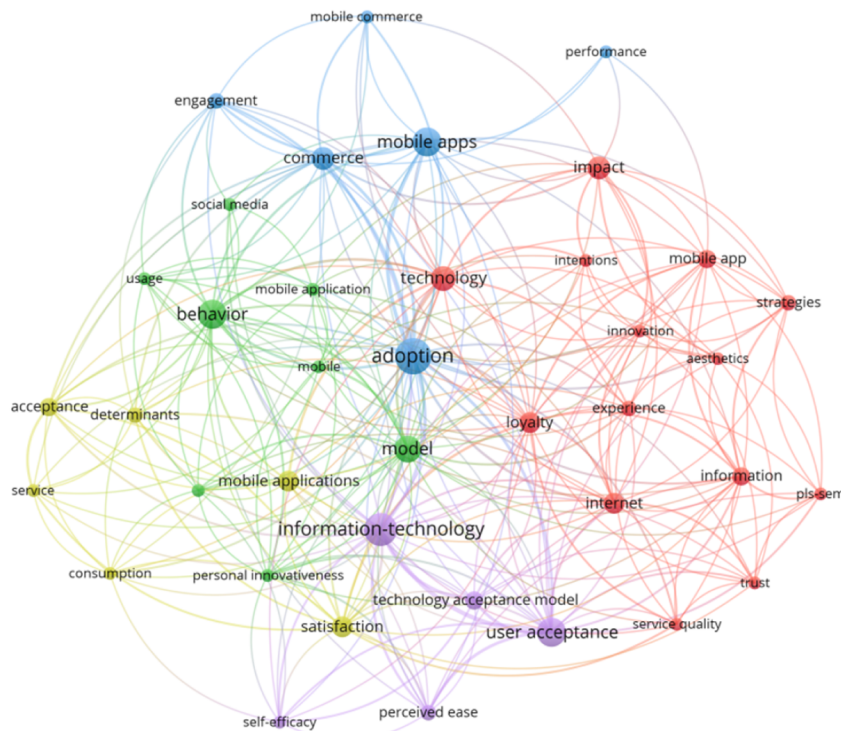 mobile commerce
performance
engagement
mobile apps
commerce
impact
social media
intentions
mobile app
technology
usage
mobile application
strategies
behavior
innovation
adoption
aesthetics
mobile
acceptance
determinants
experience
loyalty
model
information
mobile applications
service
pls-sem
internet
information-technology
consumption
personal innovativeness
trust
technology acceptance model
satisfaction
user acceptance
service quality
perceived ease
self-efficacy